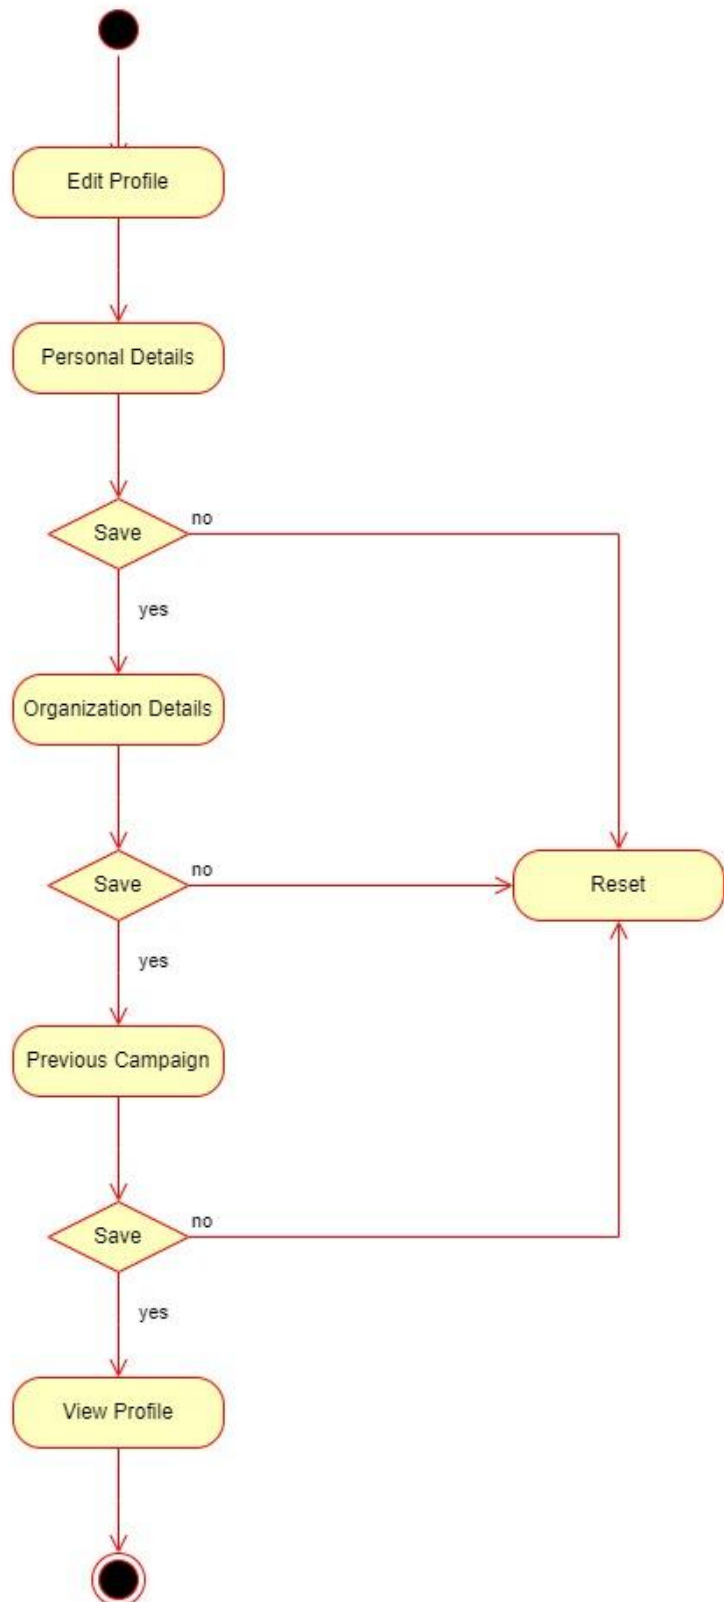 Edit Profile
Personal Details
Save
no
yes
Organization Details
Save
no
Reset
yes
Previous Campaign
Save
no
yes
View Profile